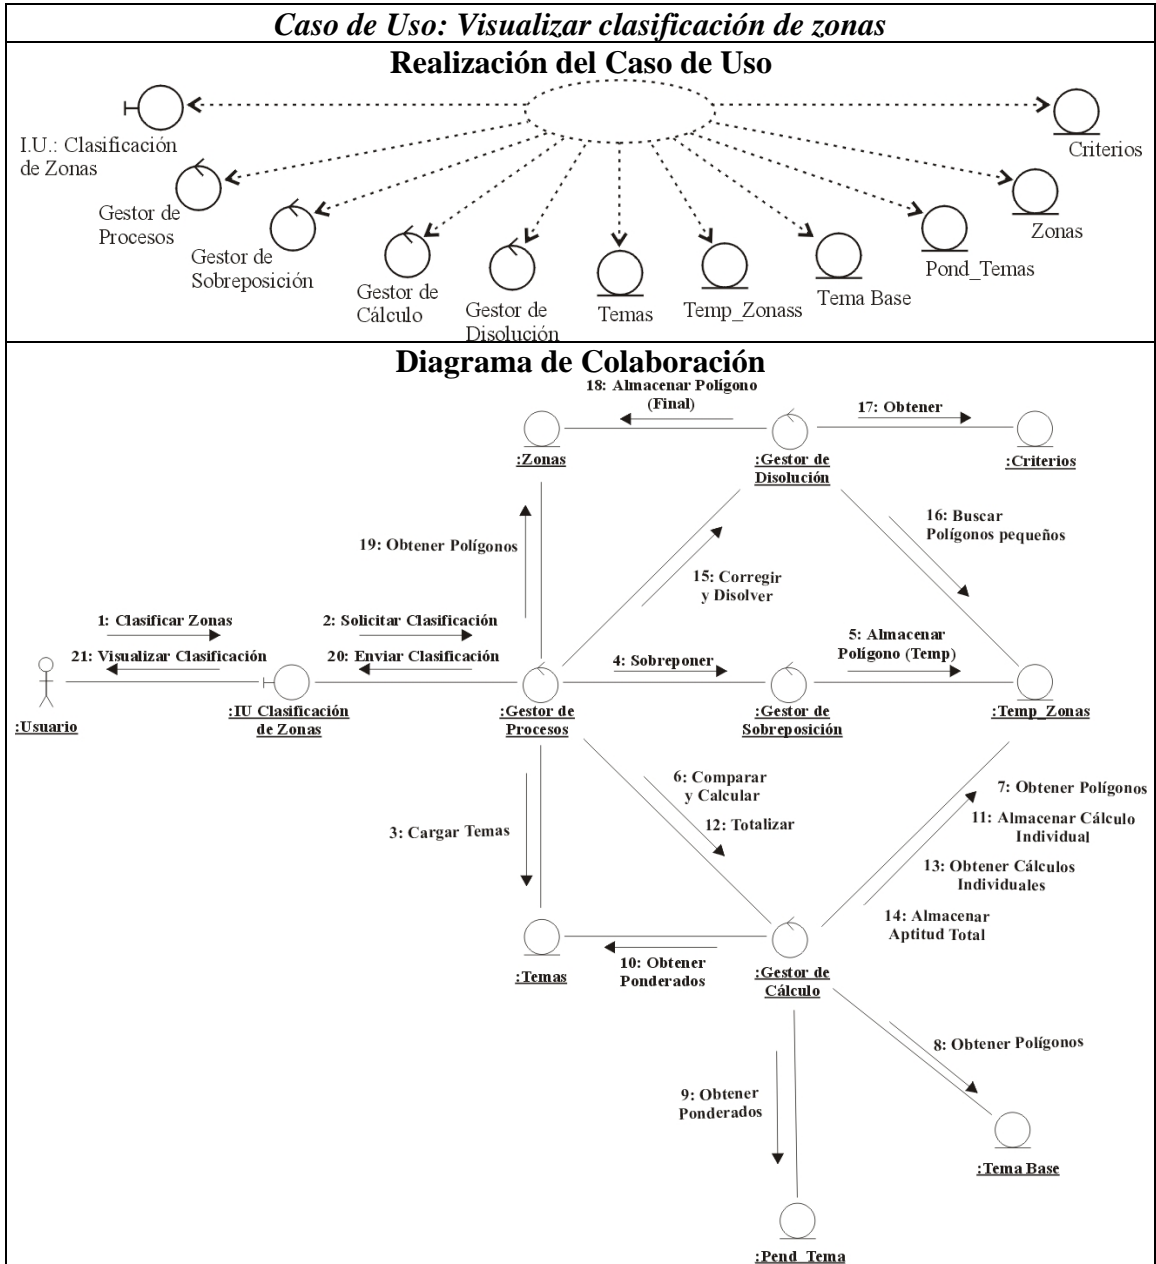 Caso de Uso: Visualizar clasificación de zonas
Realización del Caso de Uso
I.U.: Clasificación
de Zonas
Criterios
Gestor de
Procesos
Zonas
Gestor de
Sobreposición
Pond_Temas
Gestor de
Cálculo
Gestor de
Disolución
Temas
Temp_Zonass
Tema Base
Diagrama de Colaboración
18: Almacenar Polígono
(Final)
17: Obtener
:Zonas
:Gestor de
Disolución
:Criterios
19: Obtener Polígonos
16: Buscar
Polígonos pequeños
15: Corregir
y Disolver
1: Clasificar Zonas
2: Solicitar Clasificación
21: Visualizar Clasificación
20: Enviar Clasificación
4: Sobreponer
5: Almacenar
Polígono (Temp)
:Usuario
:IU Clasificación
de Zonas
:Gestor de
Procesos
:Gestor de
Sobreposición
:Temp_Zonas
3: Cargar Temas
6: Comparar
y Calcular
12: Totalizar
7: Obtener Polígonos
11: Almacenar Cálculo
Individual
13: Obtener Cálculos
Individuales
14: Almacenar
Aptitud Total
10: Obtener
Ponderados
:Temas
:Gestor de
Cálculo
8: Obtener Polígonos
9: Obtener
Ponderados
:Tema Base
:Pend_Tema